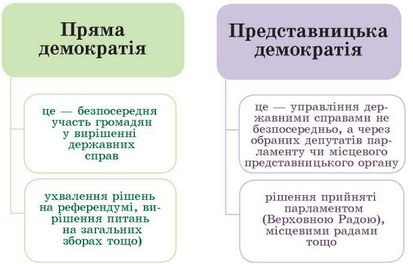 Пряма
демократія
це — безпосередня
участь громадян
у вирішенні
державних
справ
ухвалення рішень
на референдумі, ви-
рішення питань
на загальних
зборах тощо)
Представницька
демократія
це — управління дер-
жавними справами не
безпосередньо, а через
обраних депутатів пар-
ламенту чи місцевого
представницького органу
рішення прийняті
парламентом
(Верховною Радою),
місцевими радами
тощо